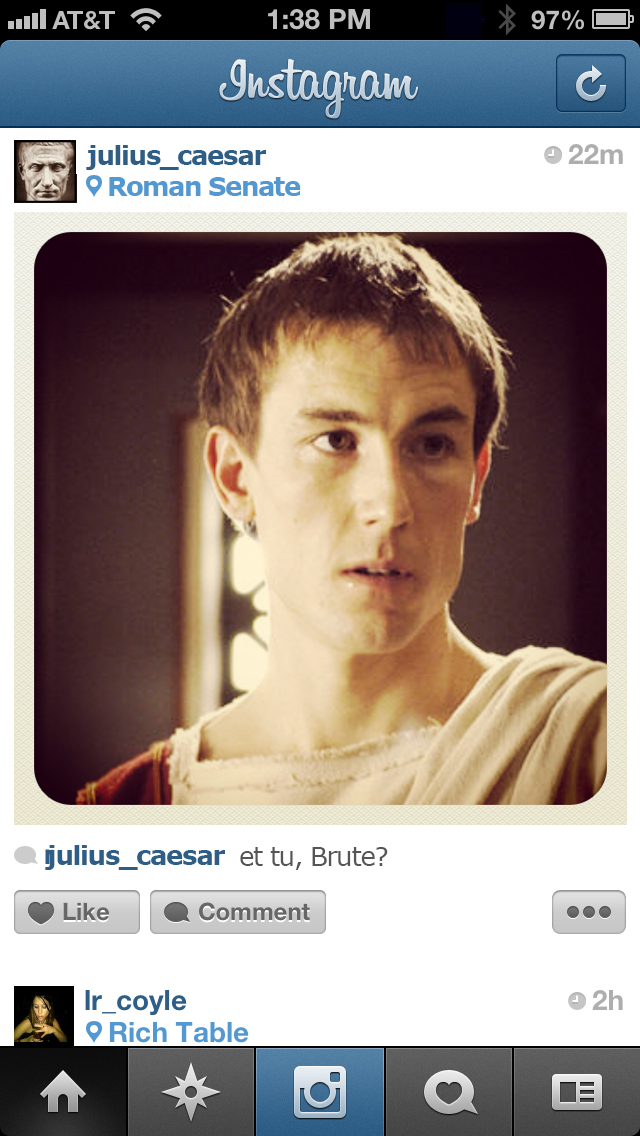 AT&T 1:38 PM 97%
Instagram
julius_caesar 22m
Roman Senate
julius_caesar et tu, Brute?
Like Comment
lr_coyle 2h
Rich Table